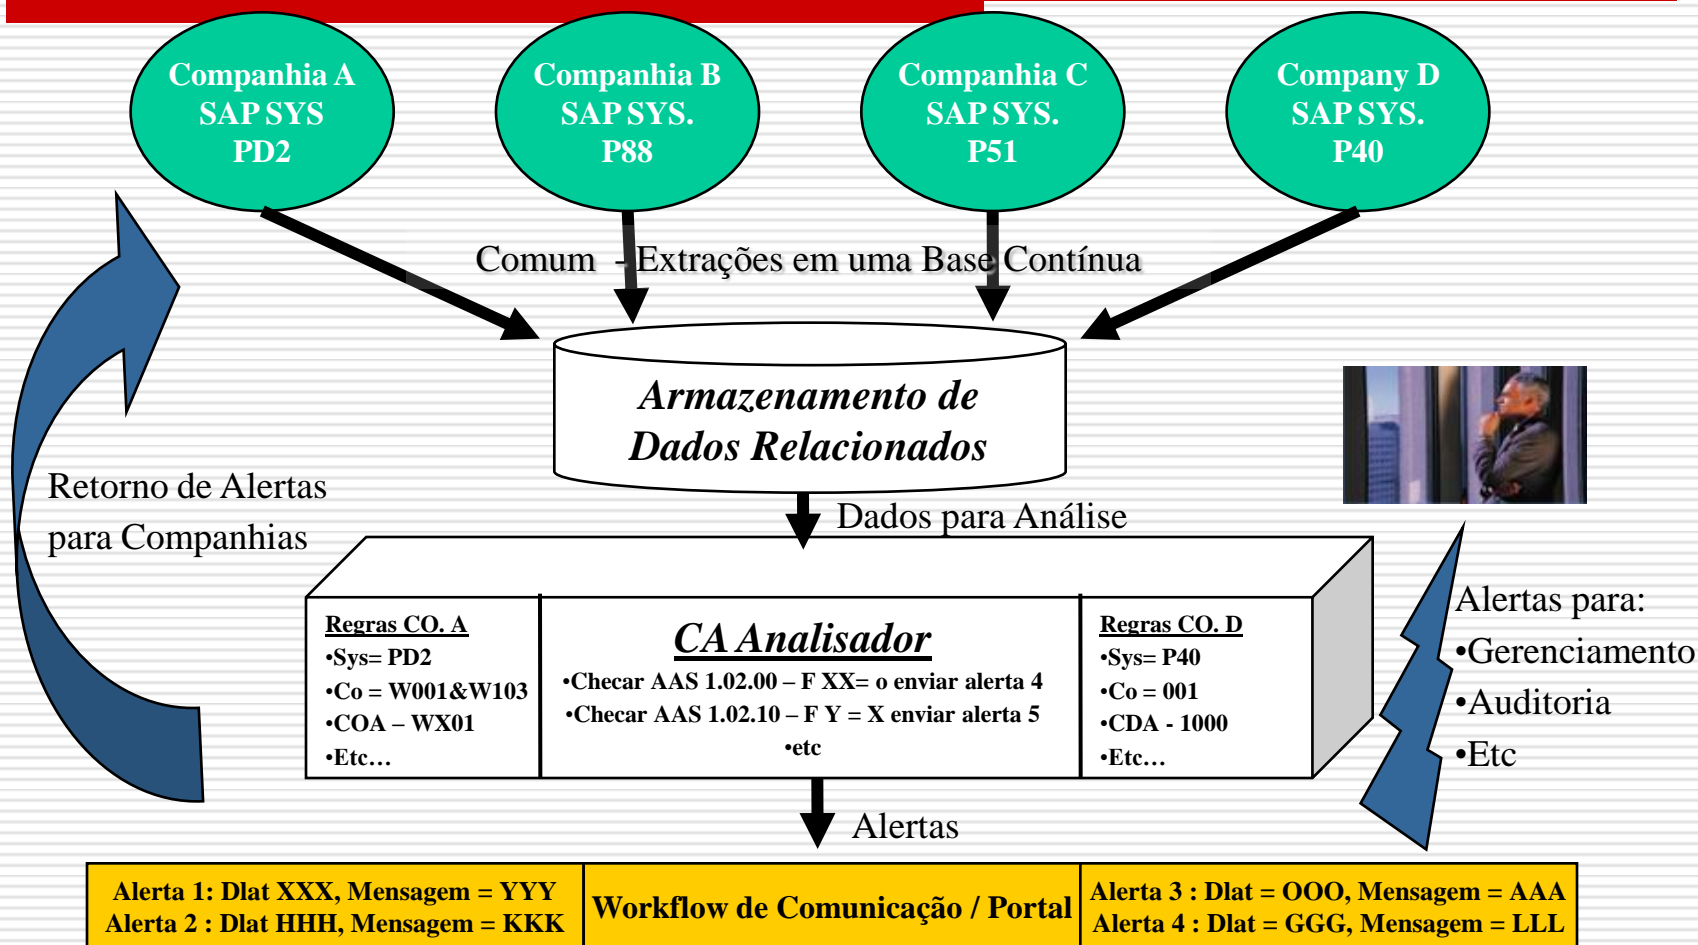 Companhia A
SAP SYS
PD2
Companhia B
SAP SYS.
P88
Companhia C
SAP SYS.
P51
Company D
SAP SYS.
P40
Comum - Extrações em uma Base Contínua
Armazenamento de
Dados Relacionados
Retorno de Alertas
para Companhias
Dados para Análise
Regras CO. A
•Sys= PD2
•Co = W001&W103
•COA – WX01
•Etc…
CA Analisador
•Checar AAS 1.02.00 – F XX= o enviar alerta 4
•Checar AAS 1.02.10 – F Y = X enviar alerta 5
•etc
Regras CO. D
•Sys= P40
•Co = 001
•CDA - 1000
•Etc…
Alertas para:
•Gerenciamento
•Auditoria
•Etc
Alertas
Alerta 1: Dlat XXX, Mensagem = YYY
Alerta 2 : Dlat HHH, Mensagem = KKK
Workflow de Comunicação / Portal
Alerta 3 : Dlat = OOO, Mensagem = AAA
Alerta 4 : Dlat = GGG, Mensagem = LLL